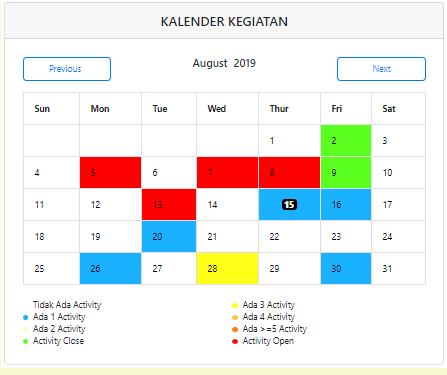 KALENDER KEGIATAN
Previous August 2019 Next
Sun Mon Tue Wed Thur Fri Sat
1 2 3
4 5 6 7 8 9 10
11 12 13 14 15 16 17
18 19 20 21 22 23 24
25 26 27 28 29 30 31
Tidak Ada Activity Ada 3 Activity
Ada 1 Activity Ada 4 Activity
Ada 2 Activity Ada >=5 Activity
Activity Close Activity Open